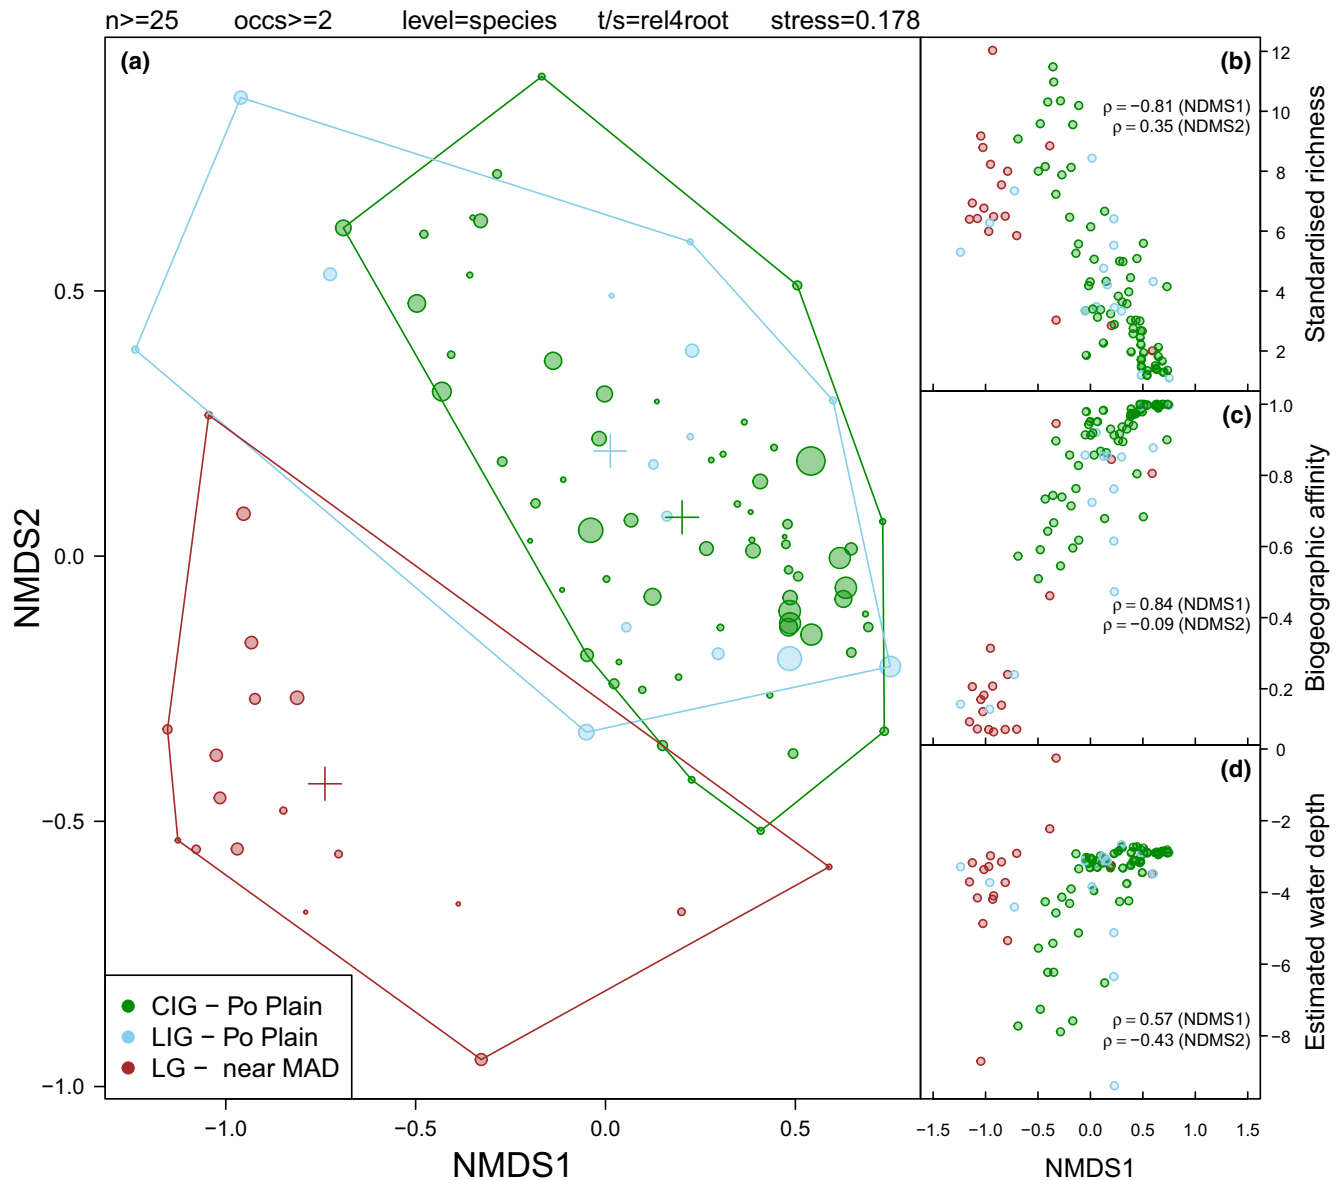 n>=25 occs>=2 level=species t/s=rel4root stress=0.178
(a)
NMDS2
0.5
0.0
−0.5
−1.0
CIG − Po Plain
LIG − Po Plain
LG − near MAD
−1.0 −0.5 0.0 0.5
NMDS1
(b)
ρ = −0.81 (NDMS1)
ρ = 0.35 (NDMS2)
12
10
8
6
4
2
Standardised richness
(c)
ρ = 0.84 (NDMS1)
ρ = −0.09 (NDMS2)
1.0
0.8
0.6
0.4
0.2
Biogeographic affinity
(d)
ρ = 0.57 (NDMS1)
ρ = −0.43 (NDMS2)
0
−2
−4
−6
−8
Estimated water depth
−1.5 −1.0 −0.5 0.0 0.5 1.0 1.5
NMDS1